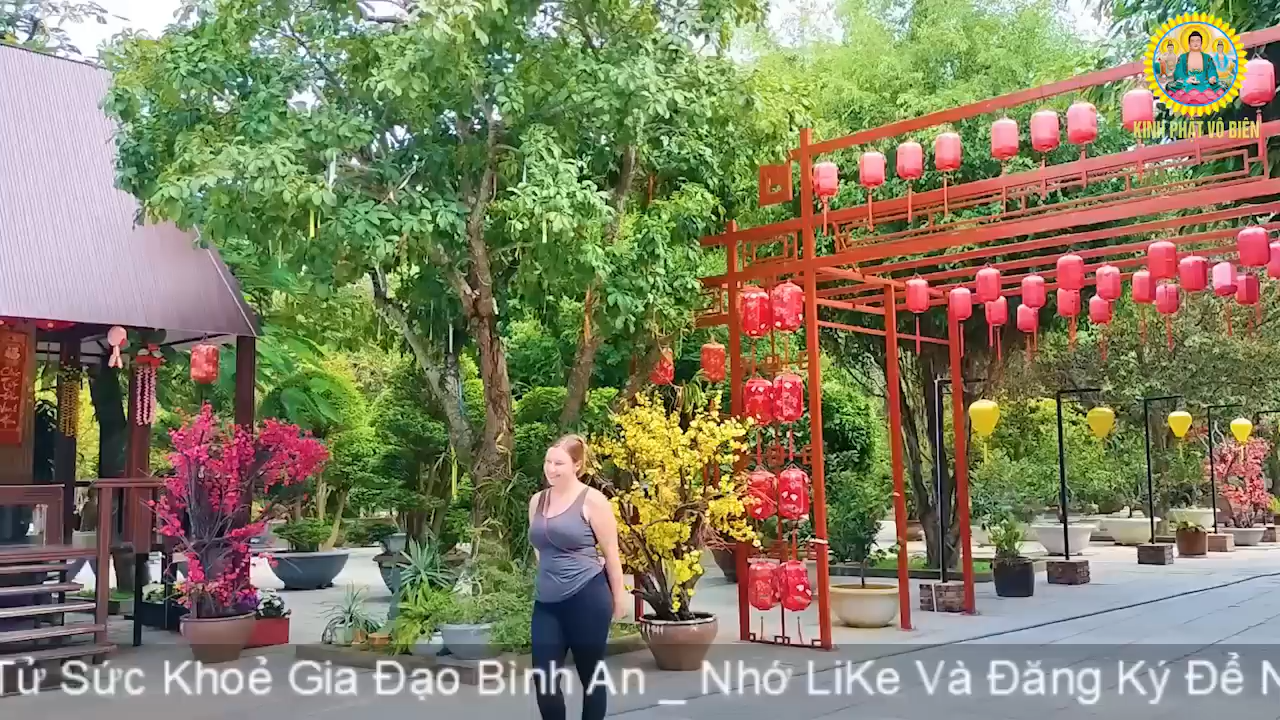 KINH PHẬT VÔ BIÊN
Tử Sức Khoẻ Gia Đạo Bình An _ Nhớ LiKe Và Đăng Ký Để N